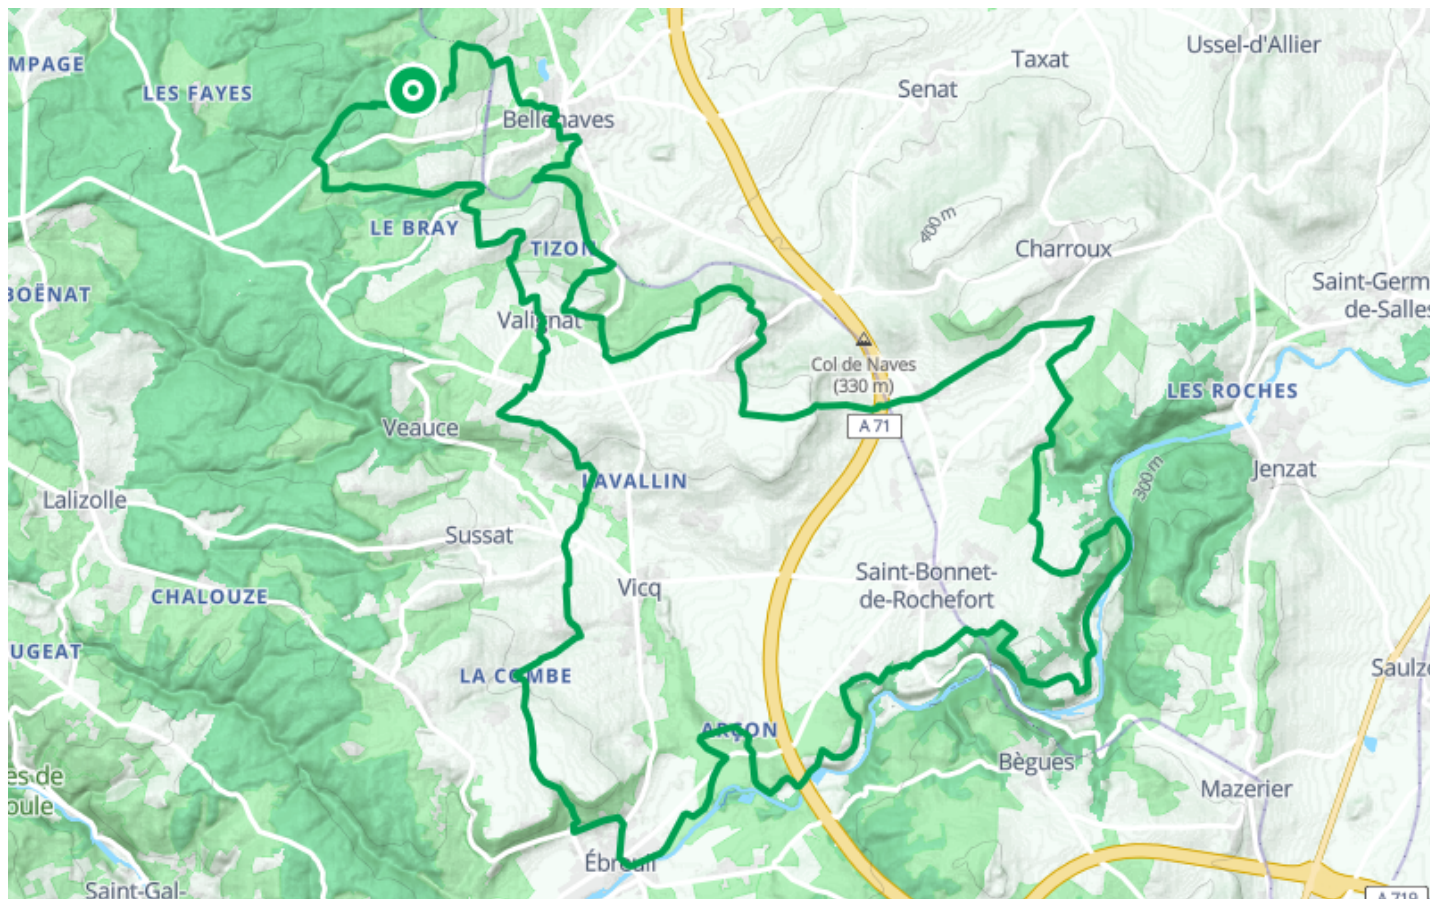 Ussel-d'Allier
Taxat
MPAGE
LES FAYES
Senat
Bellenaves
LE BRAY
TIZON
400 m
Charroux
BOËNAT
Saint-Germ
de-Salles
Valignat
Col de Naves
(330 m)
LES ROCHES
A 71
Veauce
Jenzat
300 m
LAVALLIN
Lalizolle
Sussat
Saint-Bonnet-
de-Rochefort
Vicq
CHALOUZE
UGEAT
LA COMBE
Saulze
ARÇON
Bègues
es de
oule
Mazerier
Ébreuil
Saint-Gal-
A 719